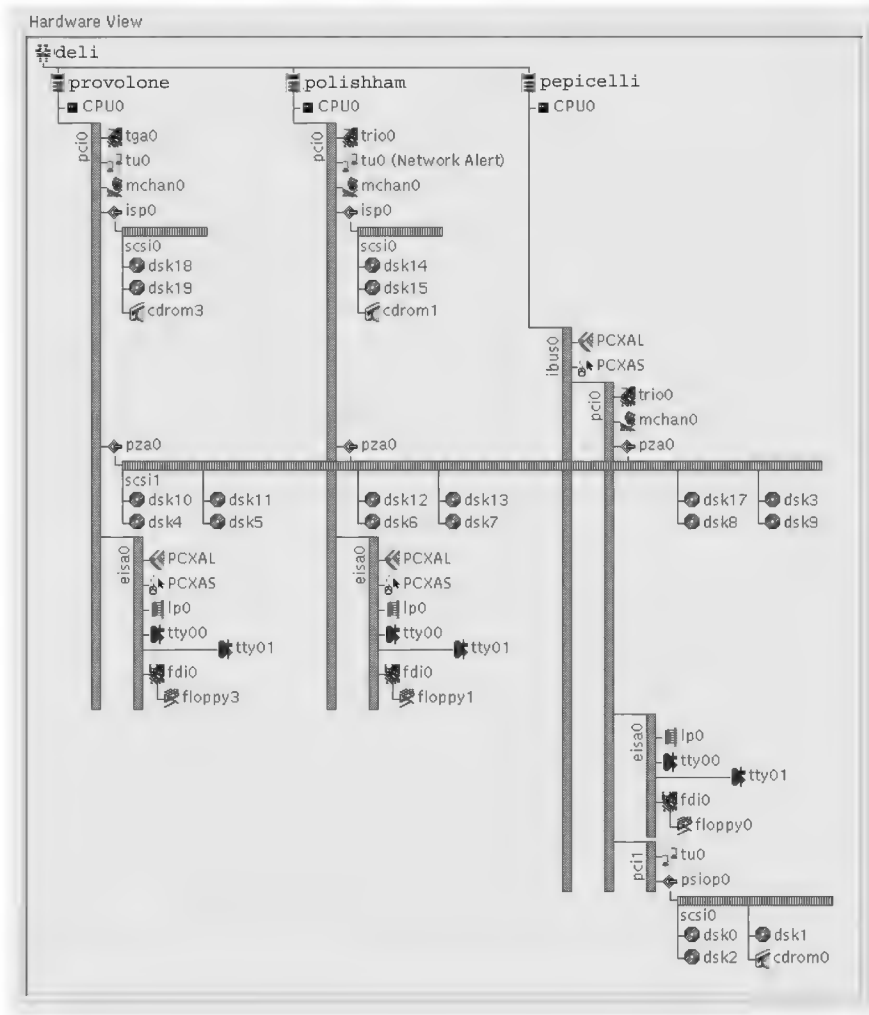 Hardware View
deli
provolone polishham pepicelli
CPU0 CPU0 CPU0
pci0 tga0 pci0 trio0
tu0 tu0 (Network Alert)
mchan0 mchan0
isp0 isp0
scsi0 scsi0
dsk18 dsk14
dsk19 dsk15
cdrom3 cdrom1
ibus0 PCXAL
PCXAS
pci0 trio0
mchan0
pza0 pza0 pza0
scsi1
dsk10 dsk11 dsk12 dsk13 dsk17 dsk3
dsk4 dsk5 dsk6 dsk7 dsk8 dsk9
eisa0 PCXAL eisa0 PCXAL
PCXAS PCXAS
lp0 lp0
tty00 tty00
tty01 tty01
fdi0 fdi0
floppy3 floppy1
eisa0 lp0
tty00
tty01
fdi0
floppy0
pci1 tu0
psiop0
scsi0
dsk0 dsk1
dsk2 cdrom0